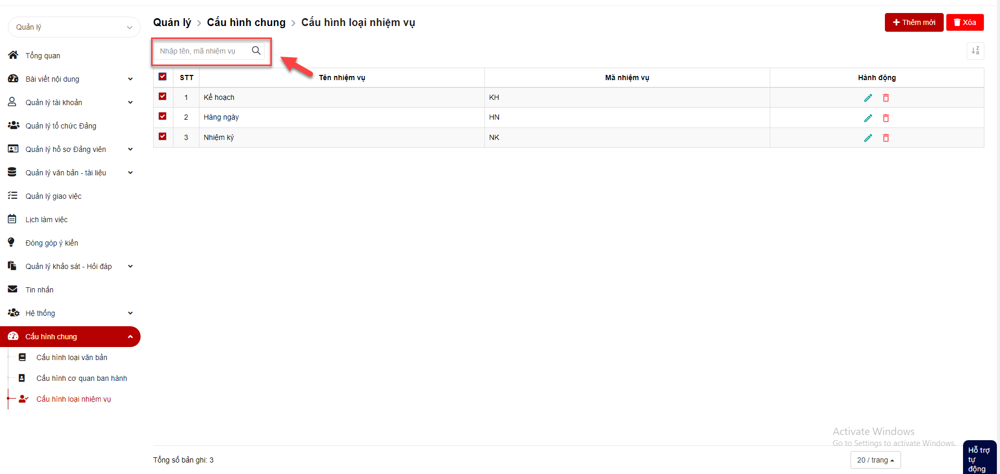 Quản lý
Tổng quan
Bài viết nội dung
Quản lý tài khoản
Quản lý tổ chức Đảng
Quản lý hồ sơ Đảng viên
Quản lý văn bản - tài liệu
Quản lý giao việc
Lịch làm việc
Đóng góp ý kiến
Quản lý khảo sát - Hỏi đáp
Tin nhắn
Hệ thống
Cấu hình chung
Cấu hình loại văn bản
Cấu hình cơ quan ban hành
Cấu hình loại nhiệm vụ
Quản lý > Cấu hình chung > Cấu hình loại nhiệm vụ
Thêm mới Xóa
Nhập tên, mã nhiệm vụ
STT Tên nhiệm vụ Mã nhiệm vụ Hành động
1 Kế hoạch KH
2 Hàng ngày HN
3 Nhiệm kỳ NK
Activate Windows
Go to Settings to activate Windows.
Tổng số bản ghi: 3
20 / trang
Hỗ trợ
tự
động